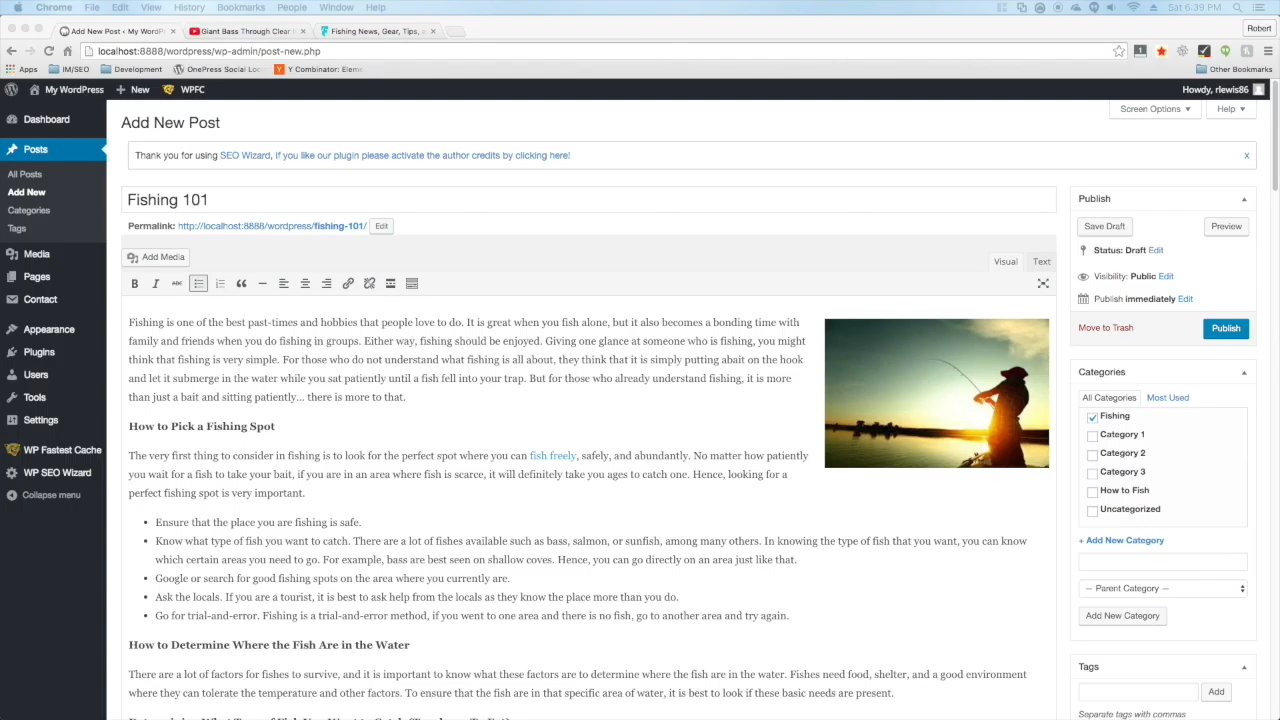 Chrome File Edit View History Bookmarks People Window Help
Sat 6:39 PM
Add New Post ‹ My WordPr
Giant Bass Through Clear I
Fishing News, Gear, Tips, a
Robert
localhost:8888/wordpress/wp-admin/post-new.php
Apps IM/SEO Development OnePress Social Loc Y Combinator: Eleme Other Bookmarks
My WordPress New WPFC Howdy, rlewis86
Dashboard
Posts
All Posts
Add New
Categories
Tags
Media
Pages
Contact
Appearance
Plugins
Users
Tools
Settings
WP Fastest Cache
WP SEO Wizard
Collapse menu
Screen Options Help
Add New Post
Thank you for using SEO Wizard, if you like our plugin please activate the author credits by clicking here! x
Fishing 101
Permalink: http://localhost:8888/wordpress/fishing-101/ Edit
Add Media
Visual Text
B I ABC
Fishing is one of the best past-times and hobbies that people love to do. It is great when you fish alone, but it also becomes a bonding time with
family and friends when you do fishing in groups. Either way, fishing should be enjoyed. Giving one glance at someone who is fishing, you might
think that fishing is very simple. For those who do not understand what fishing is all about, they think that it is simply putting abait on the hook
and let it submerge in the water while you sat patiently until a fish fell into your trap. But for those who already understand fishing, it is more
than just a bait and sitting patiently... there is more to that.
How to Pick a Fishing Spot
The very first thing to consider in fishing is to look for the perfect spot where you can fish freely, safely, and abundantly. No matter how patiently
you wait for a fish to take your bait, if you are in an area where fish is scarce, it will definitely take you ages to catch one. Hence, looking for a
perfect fishing spot is very important.
• Ensure that the place you are fishing is safe.
• Know what type of fish you want to catch. There are a lot of fishes available such as bass, salmon, or sunfish, among many others. In knowing the type of fish that you want, you can know
which certain areas you need to go. For example, bass are best seen on shallow coves. Hence, you can go directly on an area just like that.
• Google or search for good fishing spots on the area where you currently are.
• Ask the locals. If you are a tourist, it is best to ask help from the locals as they know the place more than you do.
• Go for trial-and-error. Fishing is a trial-and-error method, if you went to one area and there is no fish, go to another area and try again.
How to Determine Where the Fish Are in the Water
There are a lot of factors for fishes to survive, and it is important to know what these factors are to determine where the fish are in the water. Fishes need food, shelter, and a good environment
where they can tolerate the temperature and other factors. To ensure that the fish are in that specific area of water, it is best to look if these basic needs are present.
Publish
Save Draft Preview
Status: Draft Edit
Visibility: Public Edit
Publish immediately Edit
Move to Trash Publish
Categories
All Categories Most Used
Fishing
Category 1
Category 2
Category 3
How to Fish
Uncategorized
+ Add New Category
— Parent Category —
Add New Category
Tags
Add
Separate tags with commas